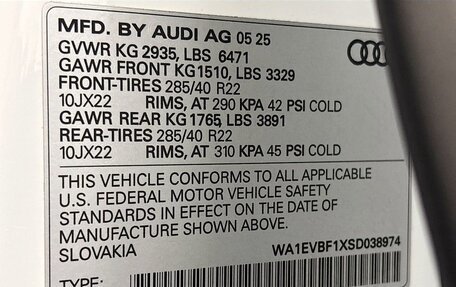 MFD. BY AUDI AG 05 25
GVWR KG 2935, LBS 6471
GAWR FRONT KG1510, LBS 3329
FRONT-TIRES 285/40 R22
10JX22 RIMS, AT 290 KPA 42 PSI COLD
GAWR REAR KG 1765, LBS 3891
REAR-TIRES 285/40 R22
10JX22 RIMS, AT 310 KPA 45 PSI COLD
THIS VEHICLE CONFORMS TO ALL APPLICABLE
U.S. FEDERAL MOTOR VEHICLE SAFETY
STANDARDS IN EFFECT ON THE DATE OF
MANUFACTURE SHOWN ABOVE.
SLOVAKIA WA1EVBF1XSD038974
TYPE: